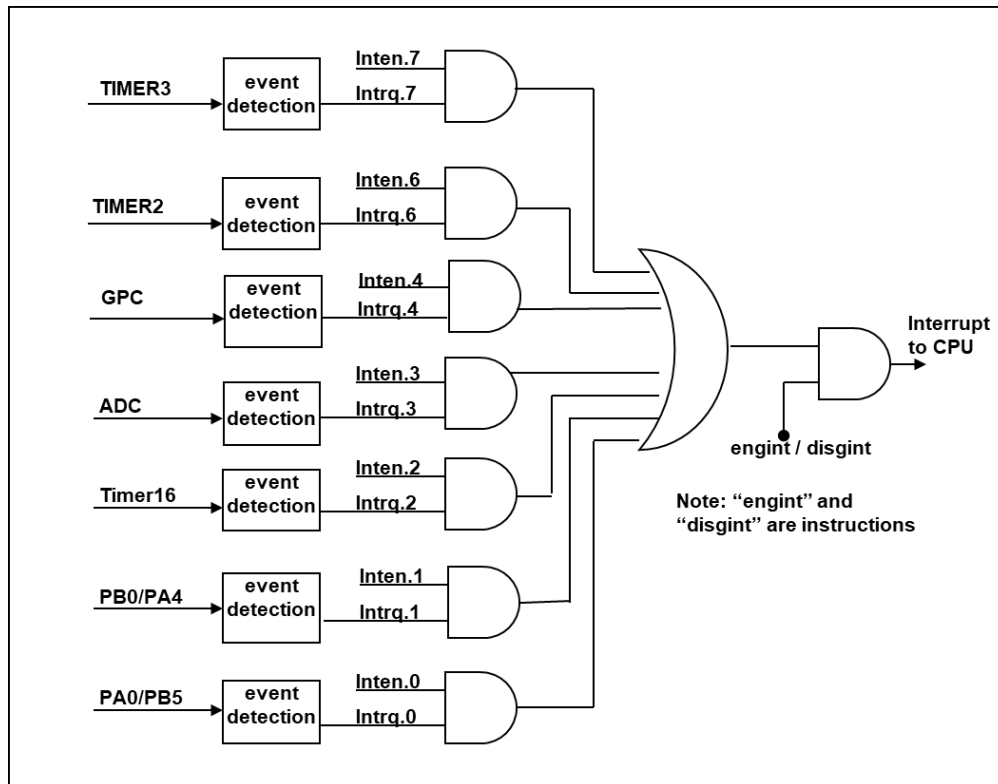 TIMER3
event
detection
Inten.7
Intrq.7
TIMER2
event
detection
Inten.6
Intrq.6
GPC
event
detection
Inten.4
Intrq.4
ADC
event
detection
Inten.3
Intrq.3
Timer16
event
detection
Inten.2
Intrq.2
PB0/PA4
event
detection
Inten.1
Intrq.1
PA0/PB5
event
detection
Inten.0
Intrq.0
Interrupt
to CPU
engint / disgint
Note: “engint” and
“disgint” are instructions